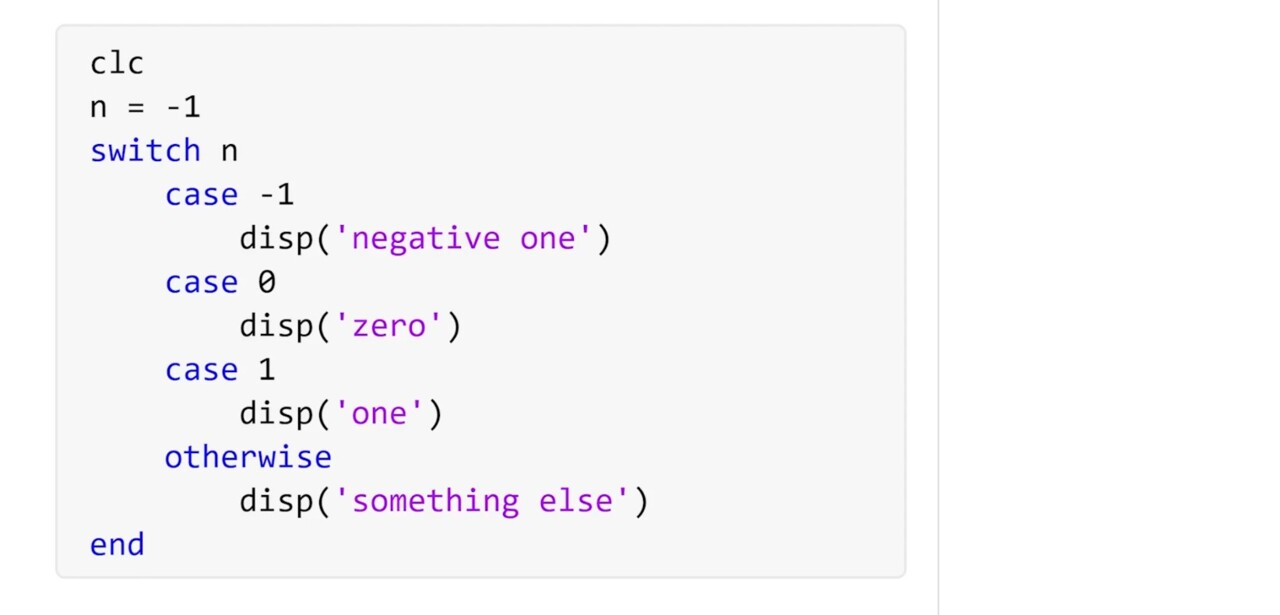 clc
n = -1
switch n
    case -1
        disp('negative one')
    case 0
        disp('zero')
    case 1
        disp('one')
    otherwise
        disp('something else')
end